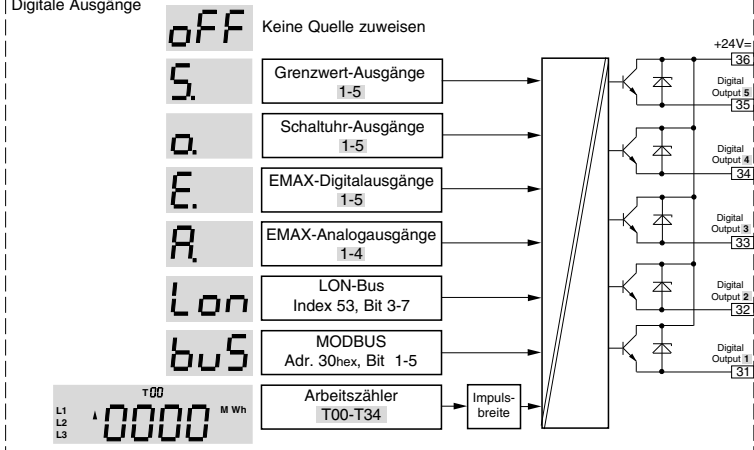 Digitale Ausgänge
oFF Keine Quelle zuweisen
S. Grenzwert-Ausgänge
1-5
o. Schaltuhr-Ausgänge
1-5
E. EMAX-Digitalausgänge
1-5
A. EMAX-Analogausgänge
1-4
Lon LON-Bus
Index 53, Bit 3-7
buS MODBUS
Adr. 30hex, Bit 1-5
T00
L1
L2
L3
0000
M Wh
Arbeitszähler
T00-T34
Impuls-
breite
+24V=
36
Digital
Output 5
35
Digital
Output 4
34
Digital
Output 3
33
Digital
Output 2
32
Digital
Output 1
31